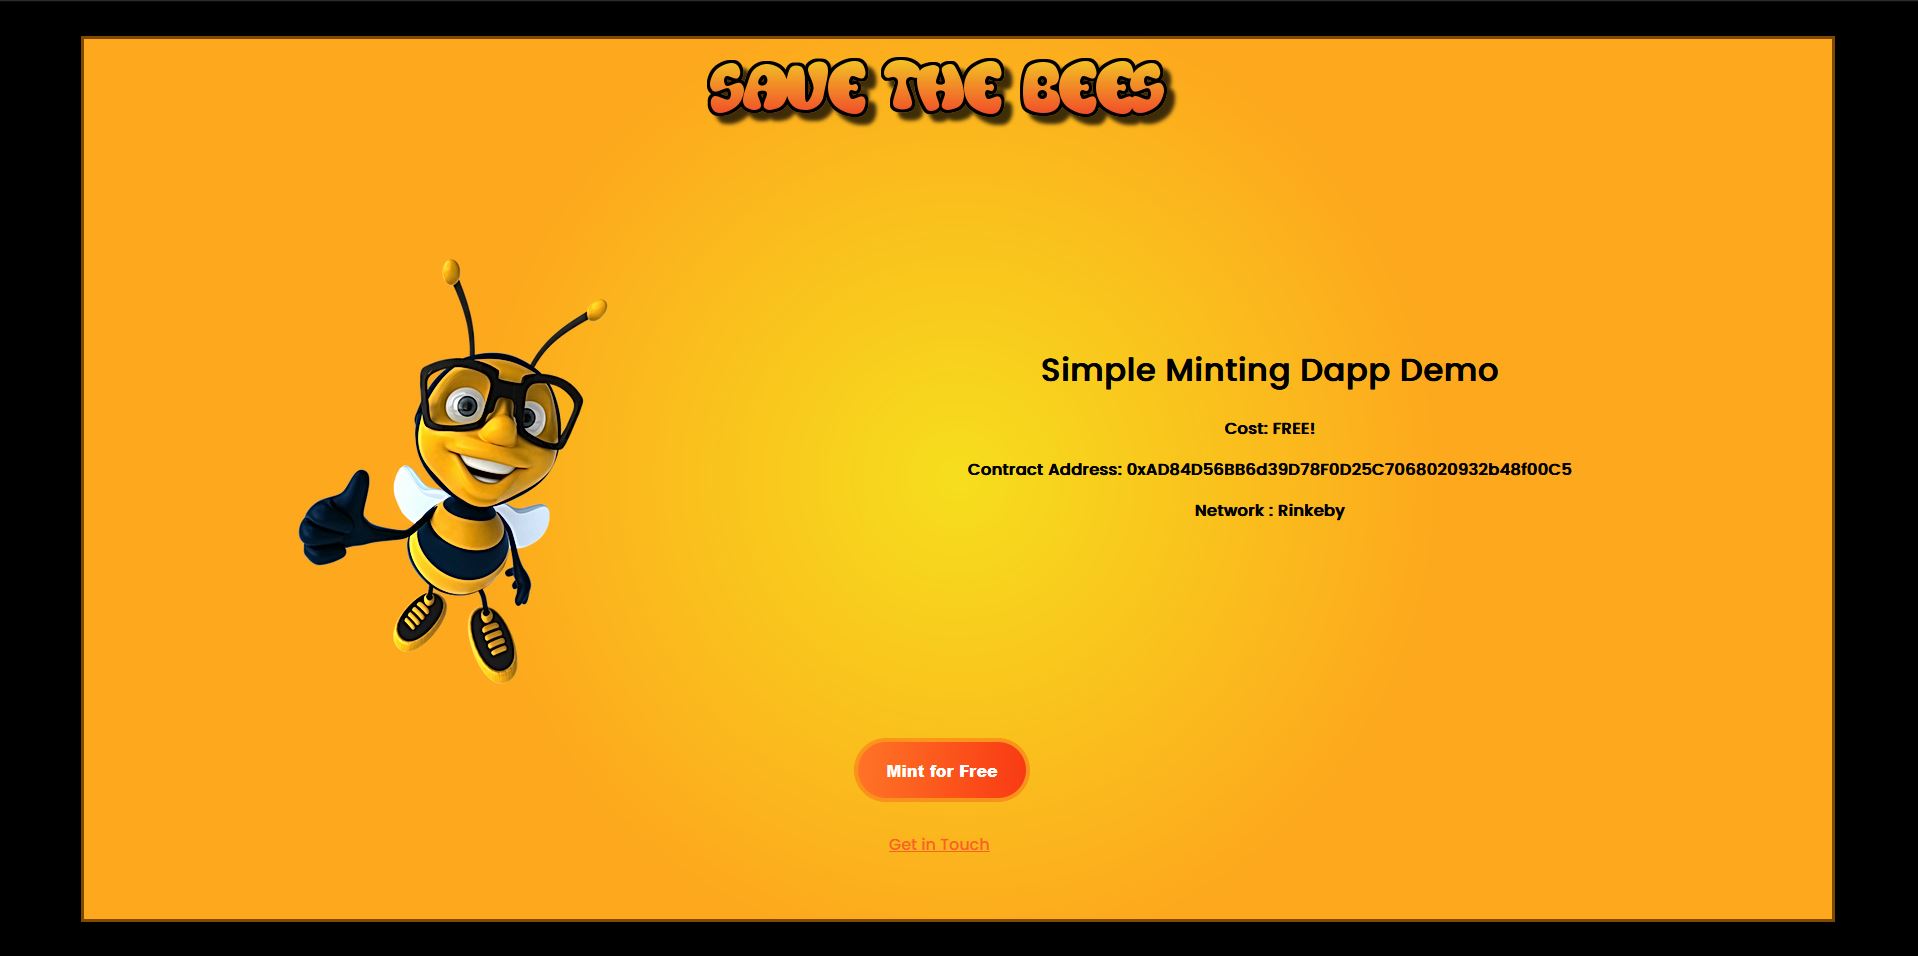 SAVE THE BEES
Simple Minting Dapp Demo
Cost: FREE!
Contract Address: 0xAD84D56BB6d39D78F0D25C7068020932b48f00C5
Network : Rinkeby
Mint for Free
Get in Touch